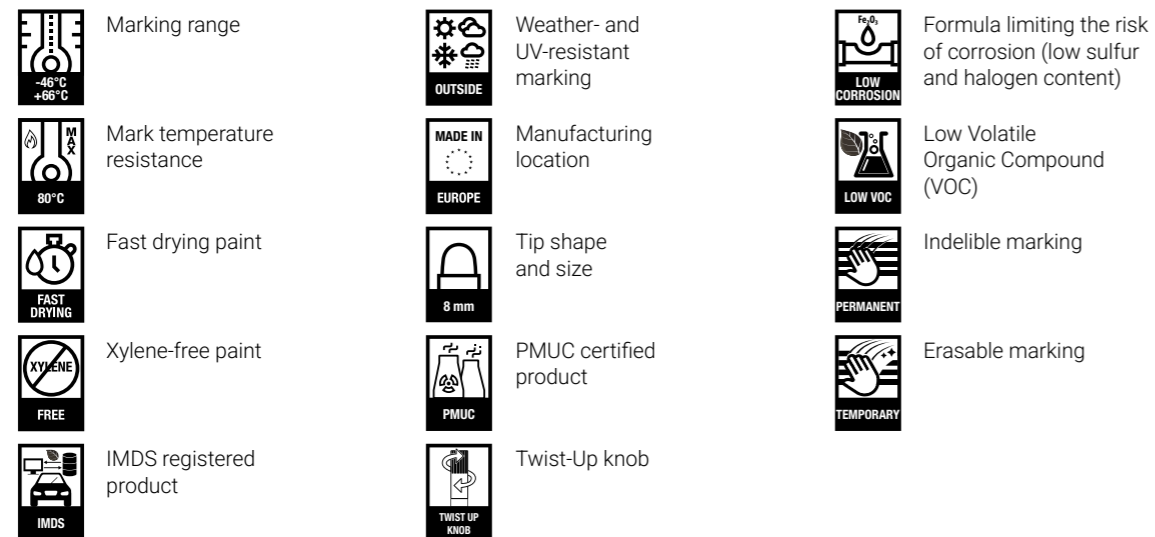 -46°C
+66°C
Marking range
MAX
80°C
Mark temperature
resistance
FAST
DRYING
Fast drying paint
XYLENE
FREE
Xylene-free paint
IMDS
IMDS registered
product
OUTSIDE
Weather- and
UV-resistant
marking
MADE IN
EUROPE
Manufacturing
location
8 mm
Tip shape
and size
PMUC
PMUC certified
product
TWIST UP
KNOB
Twist-Up knob
Fe₂O₃
LOW
CORROSION
Formula limiting the risk
of corrosion (low sulfur
and halogen content)
LOW VOC
Low Volatile
Organic Compound
(VOC)
PERMANENT
Indelible marking
TEMPORARY
Erasable marking